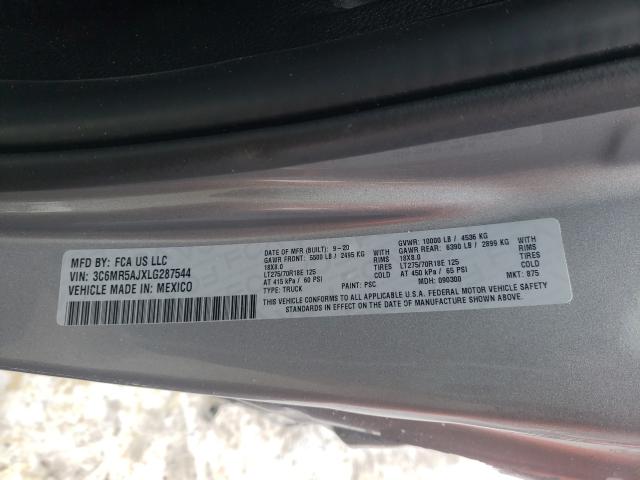 MFD BY: FCA US LLC
VIN: 3C6MR5AJXLG287544
VEHICLE MADE IN: MEXICO
DATE OF MFR (BUILT): 9-20
GAWR FRONT: 5500 LB / 2495 KG WITH
18X8.0 RIMS
LT275/70R18E 125 TIRES
AT 415 kPa / 60 PSI COLD
TYPE: TRUCK PAINT: PSC
GVWR: 10000 LB / 4536 KG
GAWR REAR: 6390 LB / 2899 KG WITH
18X8.0 RIMS
LT275/70R18E 125 TIRES
AT 450 kPa / 65 PSI COLD
MDH: 090300 MKT: 875
THIS VEHICLE CONFORMS TO ALL APPLICABLE U.S.A. FEDERAL MOTOR VEHICLE SAFETY
STANDARDS IN EFFECT ON THE DATE OF MANUFACTURE SHOWN ABOVE